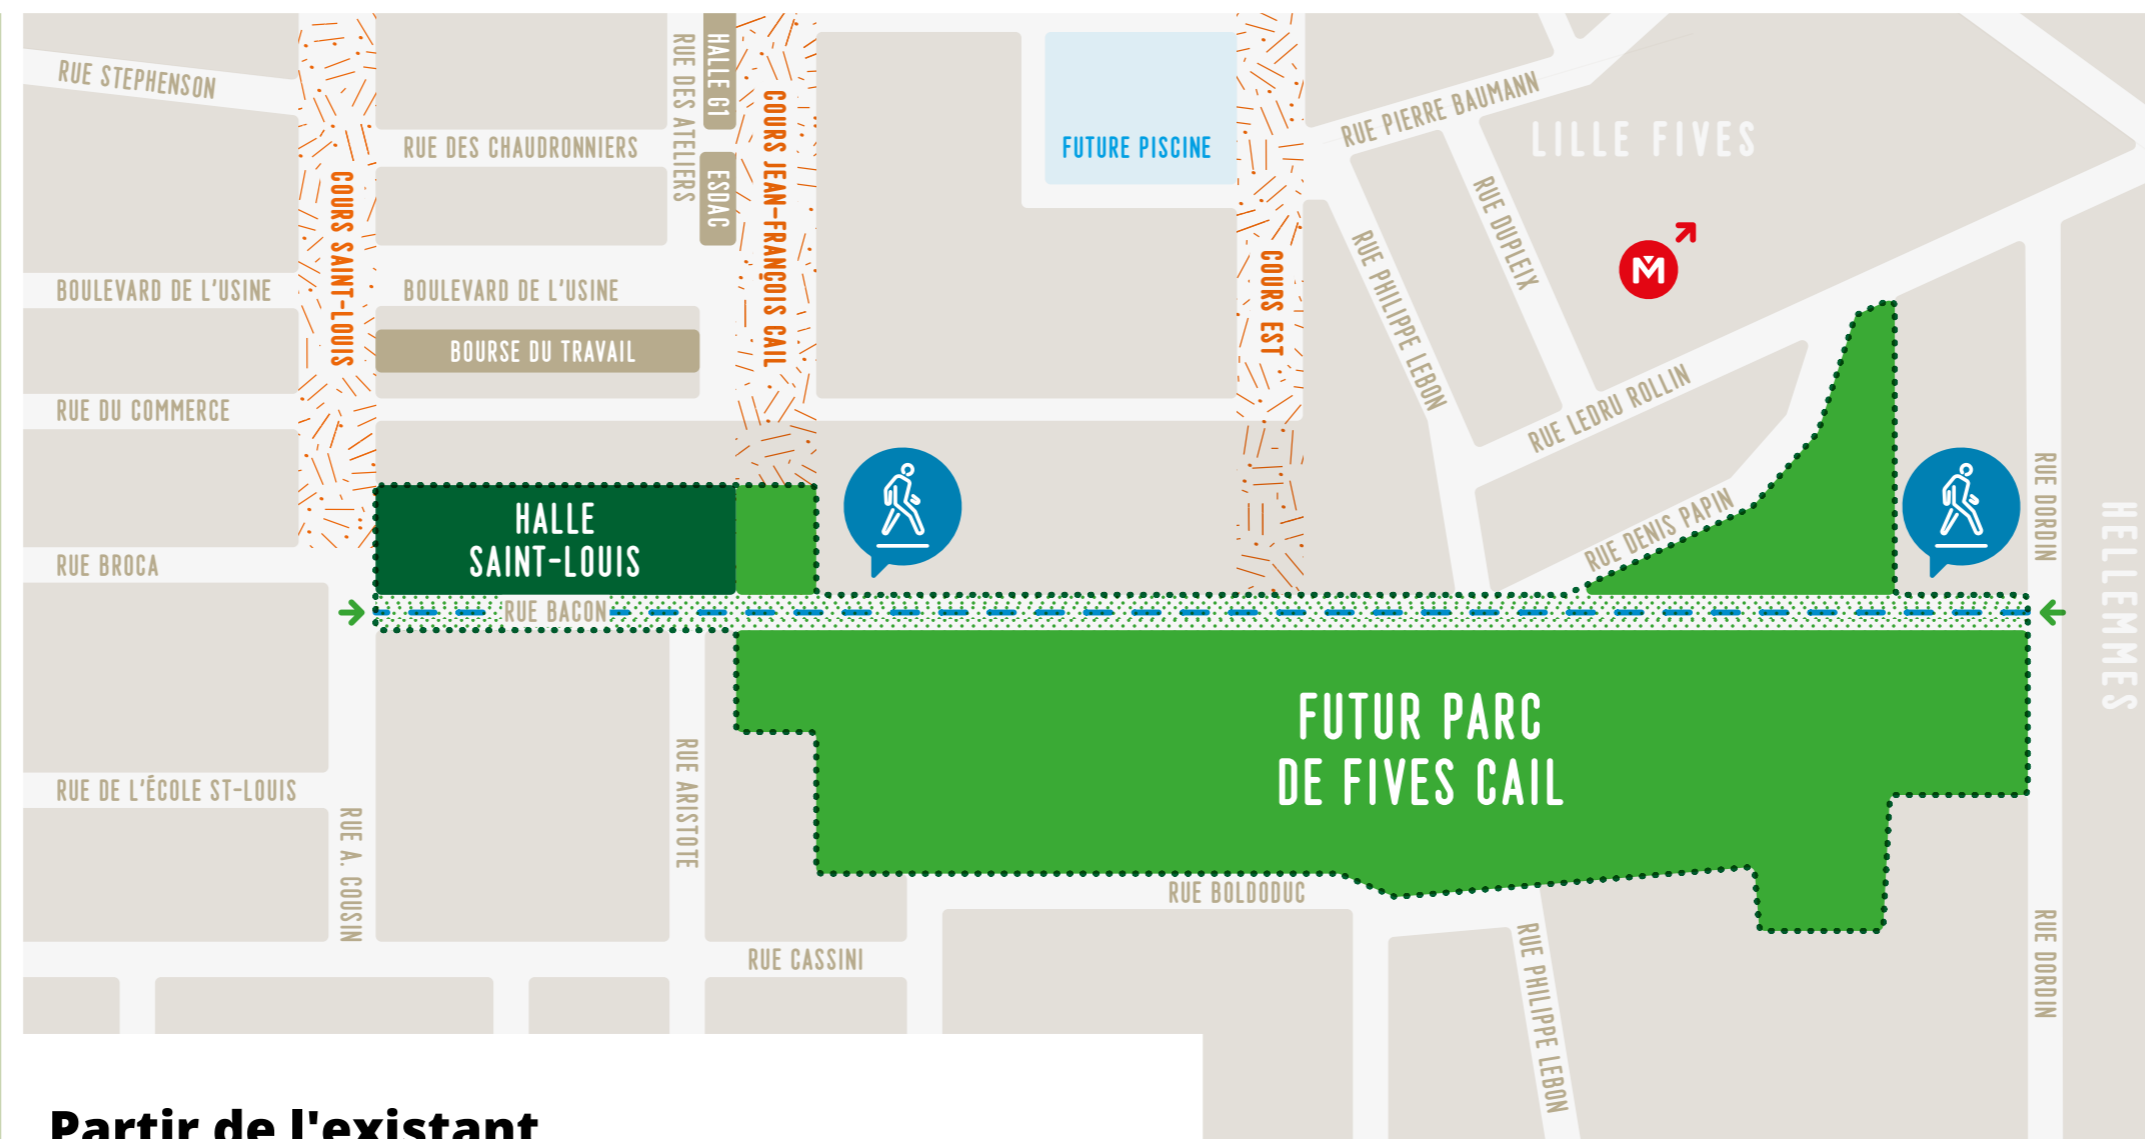 RUE STEPHENSON
RUE DES CHAUDRONNIERS
RUE DES ATELIERS
HALLE G1
ESDAC
COURS SAINT-LOUIS
COURS JEAN-FRANÇOIS CAIL
FUTURE PISCINE
COURS EST
RUE PIERRE BAUMANN
LILLE FIVES
RUE DUPLEIX
RUE PHILIPPE LEBON
M
BOULEVARD DE L'USINE
BOULEVARD DE L'USINE
BOURSE DU TRAVAIL
RUE DU COMMERCE
RUE LEDRU ROLLIN
RUE DENIS PAPIN
RUE DORDIN
HELLEMMES
HALLE
SAINT-LOUIS
RUE BROCA
RUE BACON
FUTUR PARC
DE FIVES CAIL
RUE DE L'ÉCOLE ST-LOUIS
RUE A. COUSIN
RUE ARISTOTE
RUE BOLDODUC
RUE CASSINI
RUE PHILIPPE LEBON
RUE DORDIN
Partir de l'existant